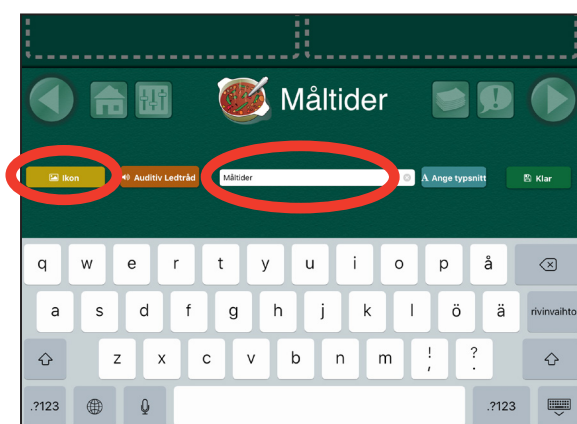 Måltider
Ikon
Auditiv Ledtråd
Måltider
A Ange typsnitt
Klar
q w e r t y u i o p å
a s d f g h j k l ö ä rivinvaihto
z x c v b n m ! , ? .
.?123 .?123